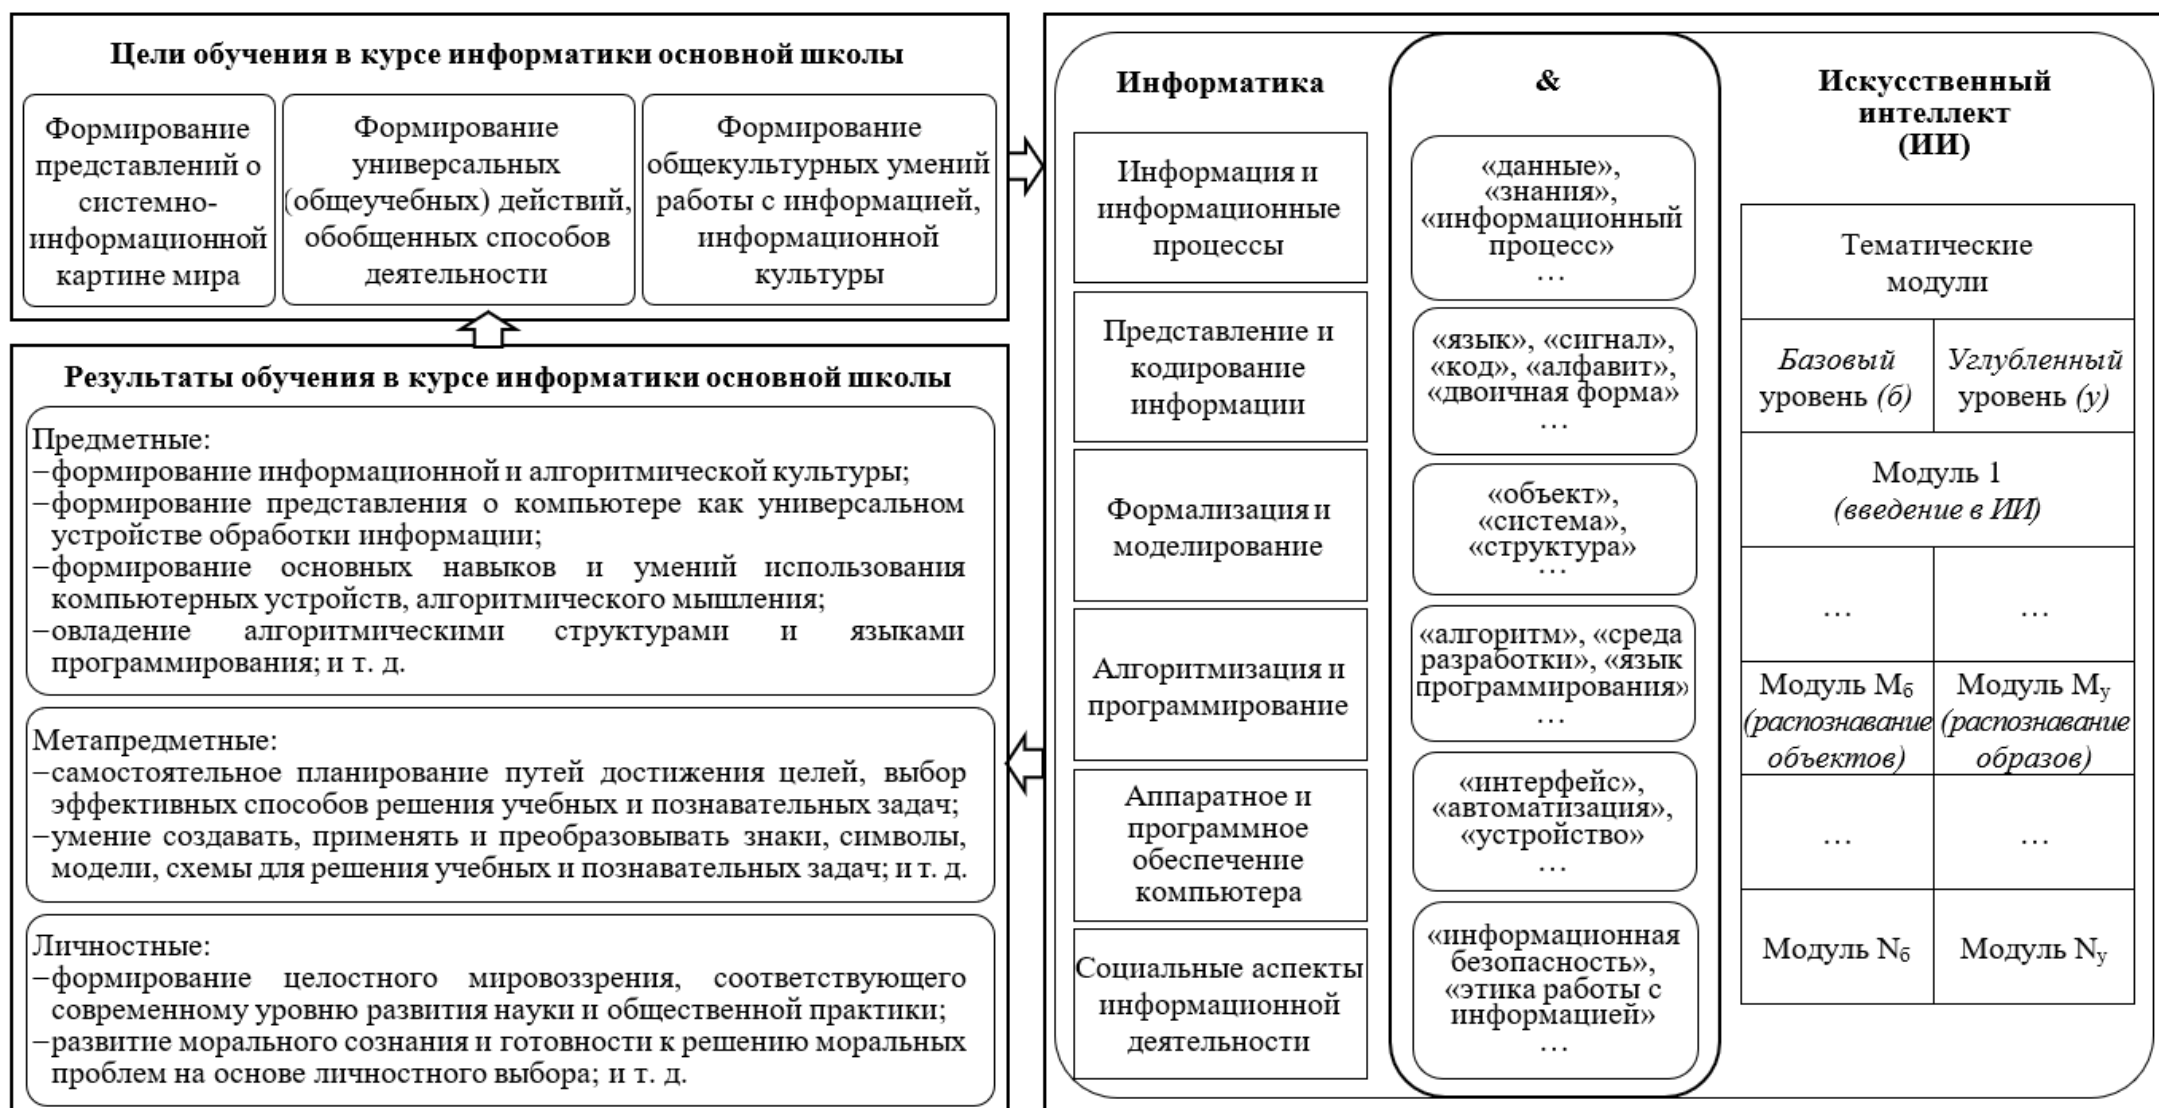 Цели обучения в курсе информатики основной школы
Формирование
представлений о
системно-
информационной
картине мира
Формирование
универсальных
(общеучебных) действий,
обобщенных способов
деятельности
Формирование
общекультурных умений
работы с информацией,
информационной
культуры
Результаты обучения в курсе информатики основной школы
Предметные:
–формирование информационной и алгоритмической культуры;
–формирование представления о компьютере как универсальном
устройстве обработки информации;
–формирование основных навыков и умений использования
компьютерных устройств, алгоритмического мышления;
–овладение алгоритмическими структурами и языками
программирования; и т. д.
Метапредметные:
–самостоятельное планирование путей достижения целей, выбор
эффективных способов решения учебных и познавательных задач;
–умение создавать, применять и преобразовывать знаки, символы,
модели, схемы для решения учебных и познавательных задач; и т. д.
Личностные:
–формирование целостного мировоззрения, соответствующего
современному уровню развития науки и общественной практики;
–развитие морального сознания и готовности к решению моральных
проблем на основе личностного выбора; и т. д.
Информатика
Информация и
информационные
процессы
Представление и
кодирование
информации
Формализация и
моделирование
Алгоритмизация и
программирование
Аппаратное и
программное
обеспечение
компьютера
Социальные аспекты
информационной
деятельности
&
«данные»,
«знания»,
«информационный
процесс»
…
«язык», «сигнал»,
«код», «алфавит»,
«двоичная форма»
…
«объект»,
«система»,
«структура»
…
«алгоритм», «среда
разработки», «язык
программирования»
…
«интерфейс»,
«автоматизация»,
«устройство»
…
«информационная
безопасность»,
«этика работы с
информацией»
…
Искусственный
интеллект
(ИИ)
Тематические
модули
Базовый
уровень (б)
Углубленный
уровень (у)
Модуль 1
(введение в ИИ)
…
…
Модуль Мб
(распознавание
объектов)
Модуль Му
(распознавание
образов)
…
…
Модуль Nб
Модуль Nу